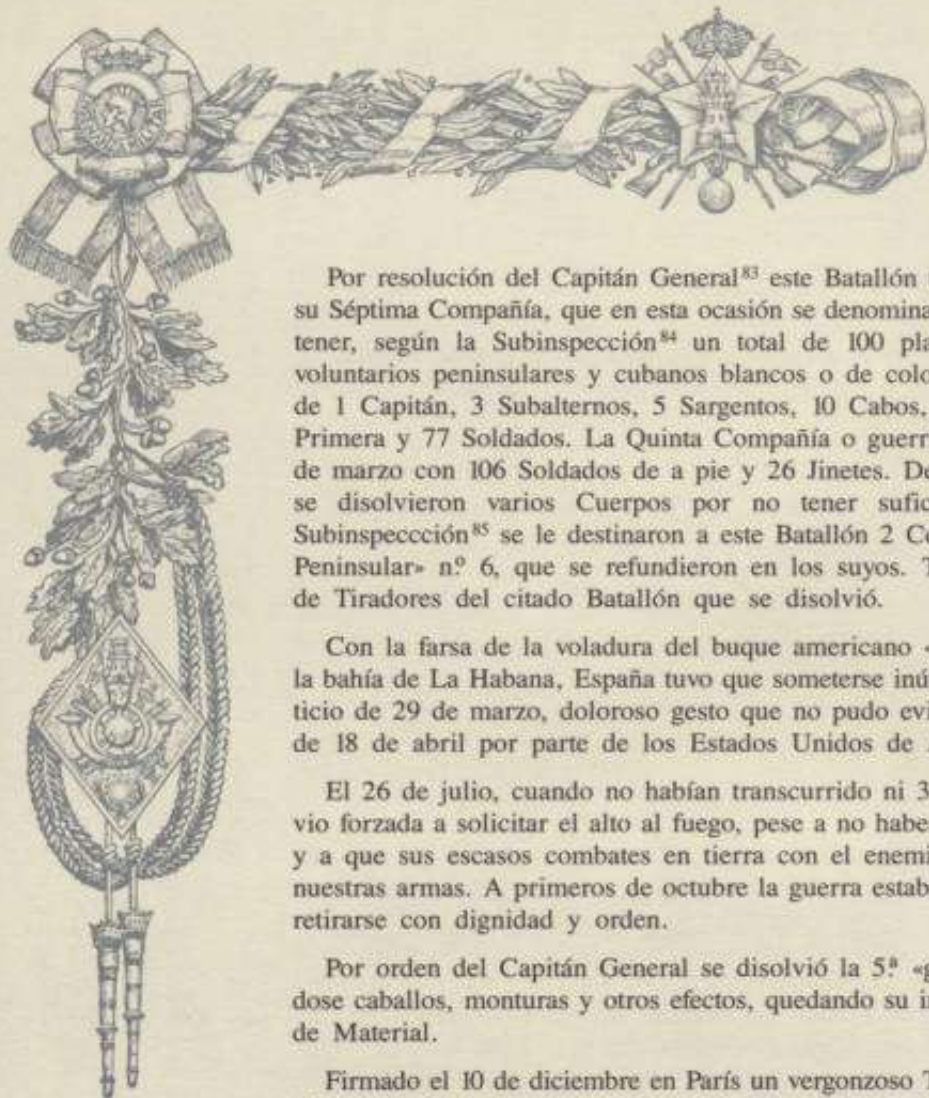 Por resolución del Capitán General⁸³ este Batallón
su Séptima Compañía, que en esta ocasión se denomina
tener, según la Subinspección⁸⁴ un total de 100 pla
voluntarios peninsulares y cubanos blancos o de colo
de 1 Capitán, 3 Subalternos, 5 Sargentos, 10 Cabos,
Primera y 77 Soldados. La Quinta Compañía o guerr
de marzo con 106 Soldados de a pie y 26 Jinetes. De
se disolvieron varios Cuerpos por no tener sufic
Subinspeccción⁸⁵ se le destinaron a este Batallón 2 Co
Peninsular» n.º 6, que se refundieron en los suyos. T
de Tiradores del citado Batallón que se disolvió.
Con la farsa de la voladura del buque americano «
la bahía de La Habana, España tuvo que someterse inú
ticio de 29 de marzo, doloroso gesto que no pudo evi
de 18 de abril por parte de los Estados Unidos de
El 26 de julio, cuando no habían transcurrido ni 3
vio forzada a solicitar el alto al fuego, pese a no habe
y a que sus escasos combates en tierra con el enemi
nuestras armas. A primeros de octubre la guerra estab
retirarse con dignidad y orden.
Por orden del Capitán General se disolvió la 5.ª «g
dose caballos, monturas y otros efectos, quedando su i
de Material.
Firmado el 10 de diciembre en París un vergonzoso T